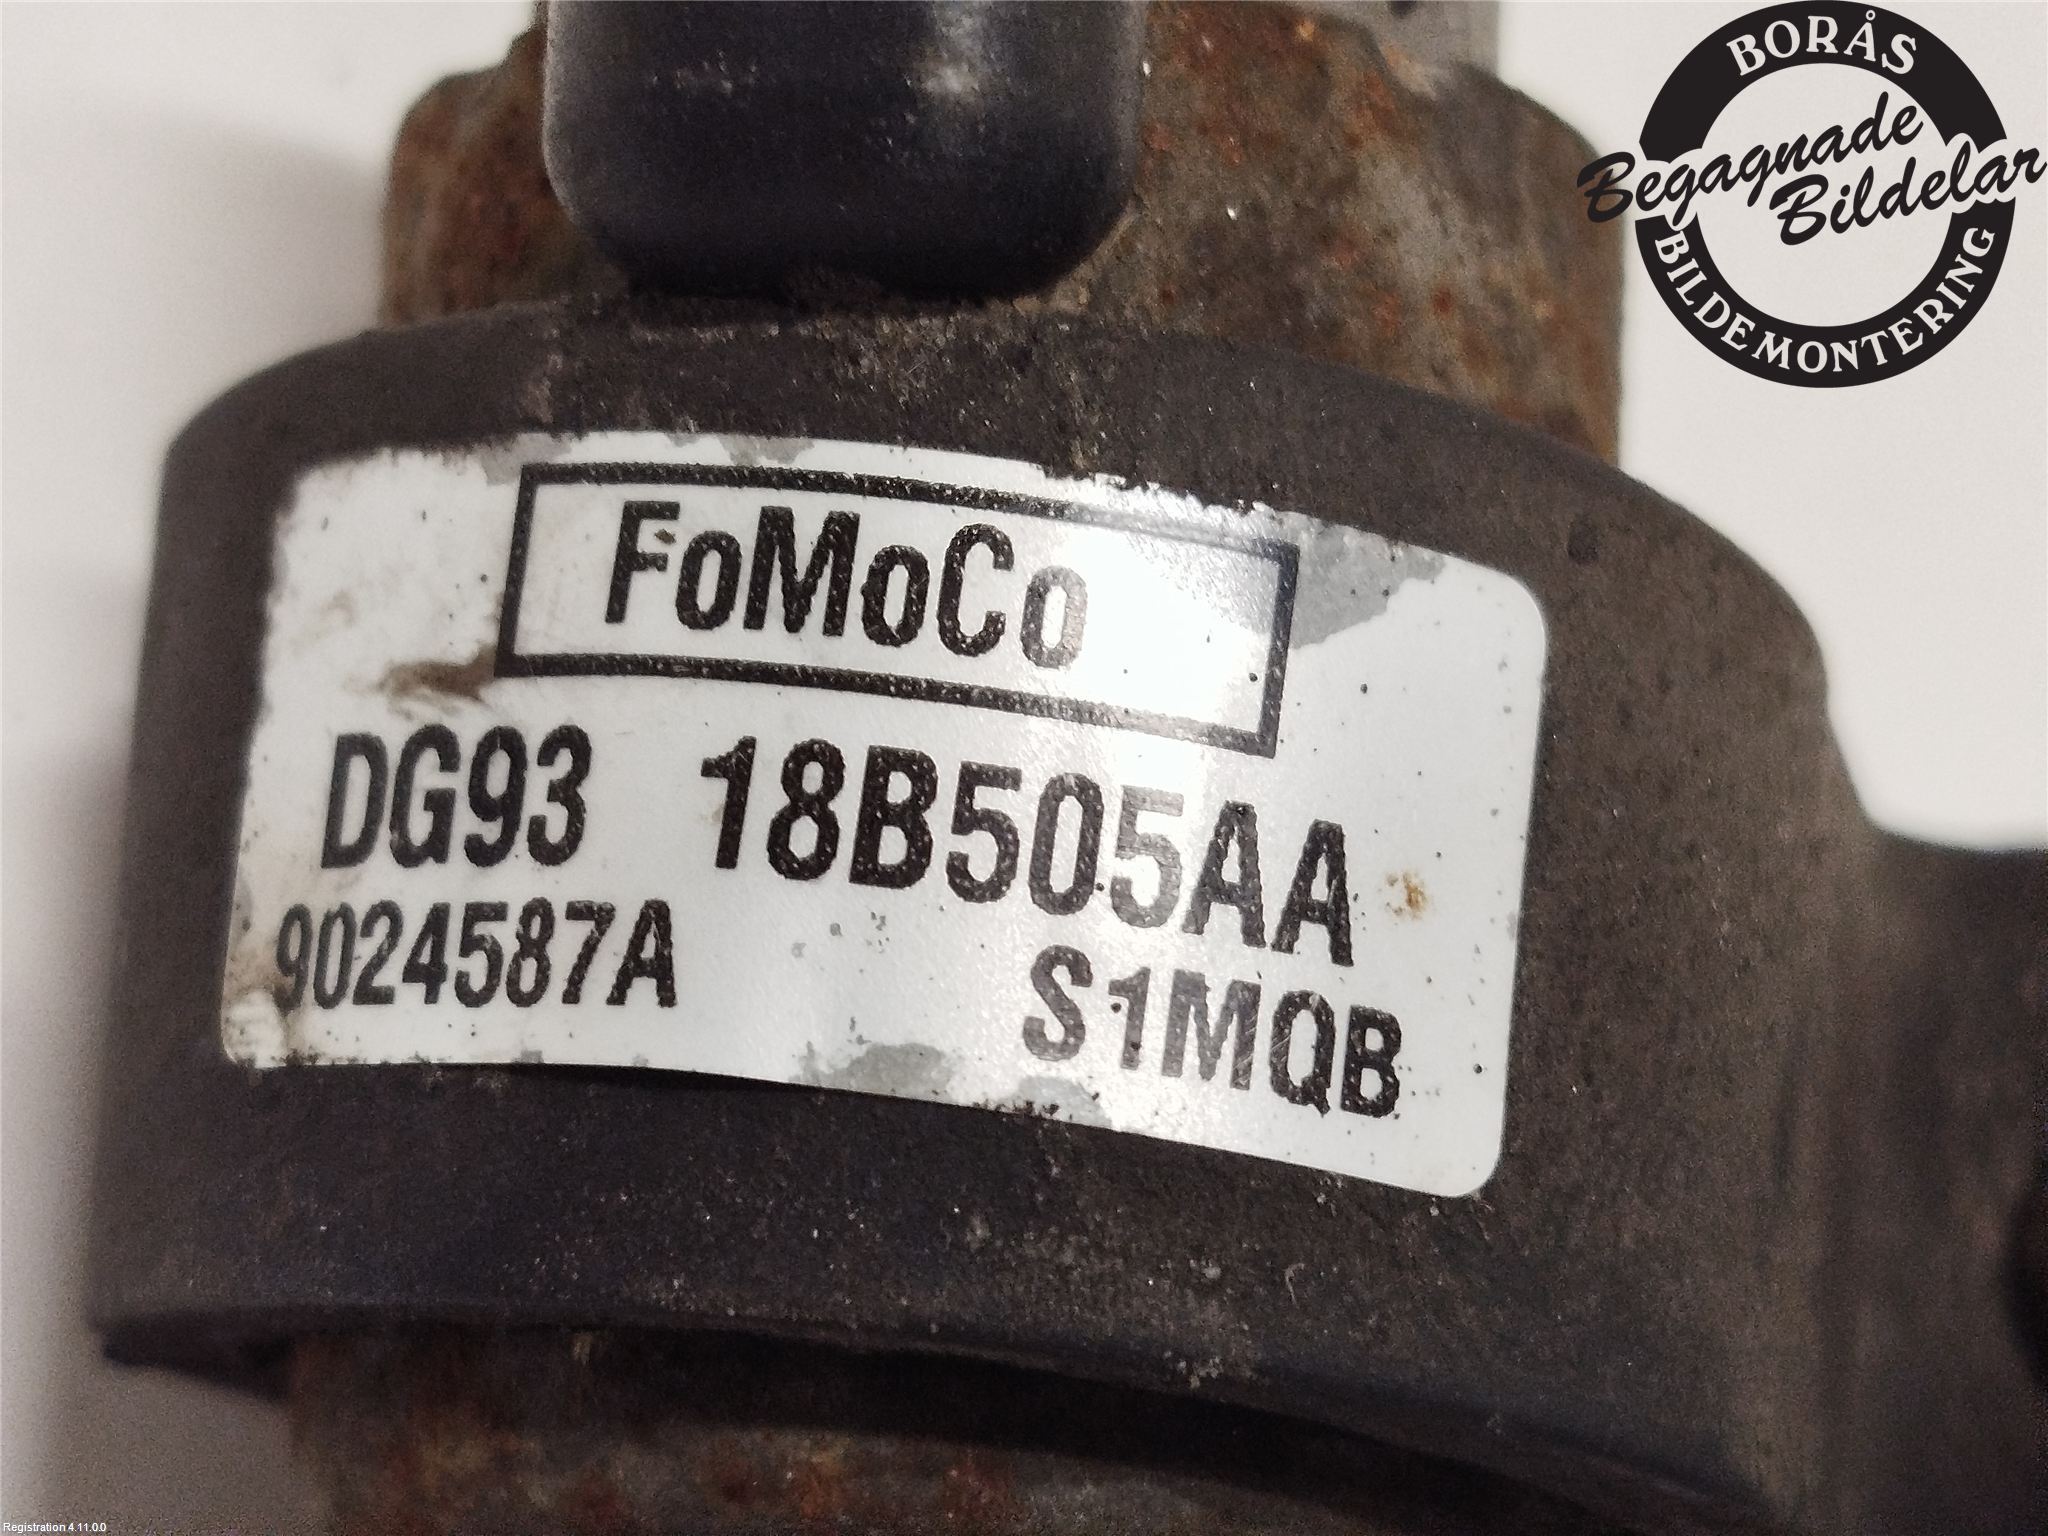 BORÅS
Begagnade
Bildelar
BILDEMONTERING
FoMoCo
DG93 18B505AA
9024587A S1MQB
Registration 4.11.0.0